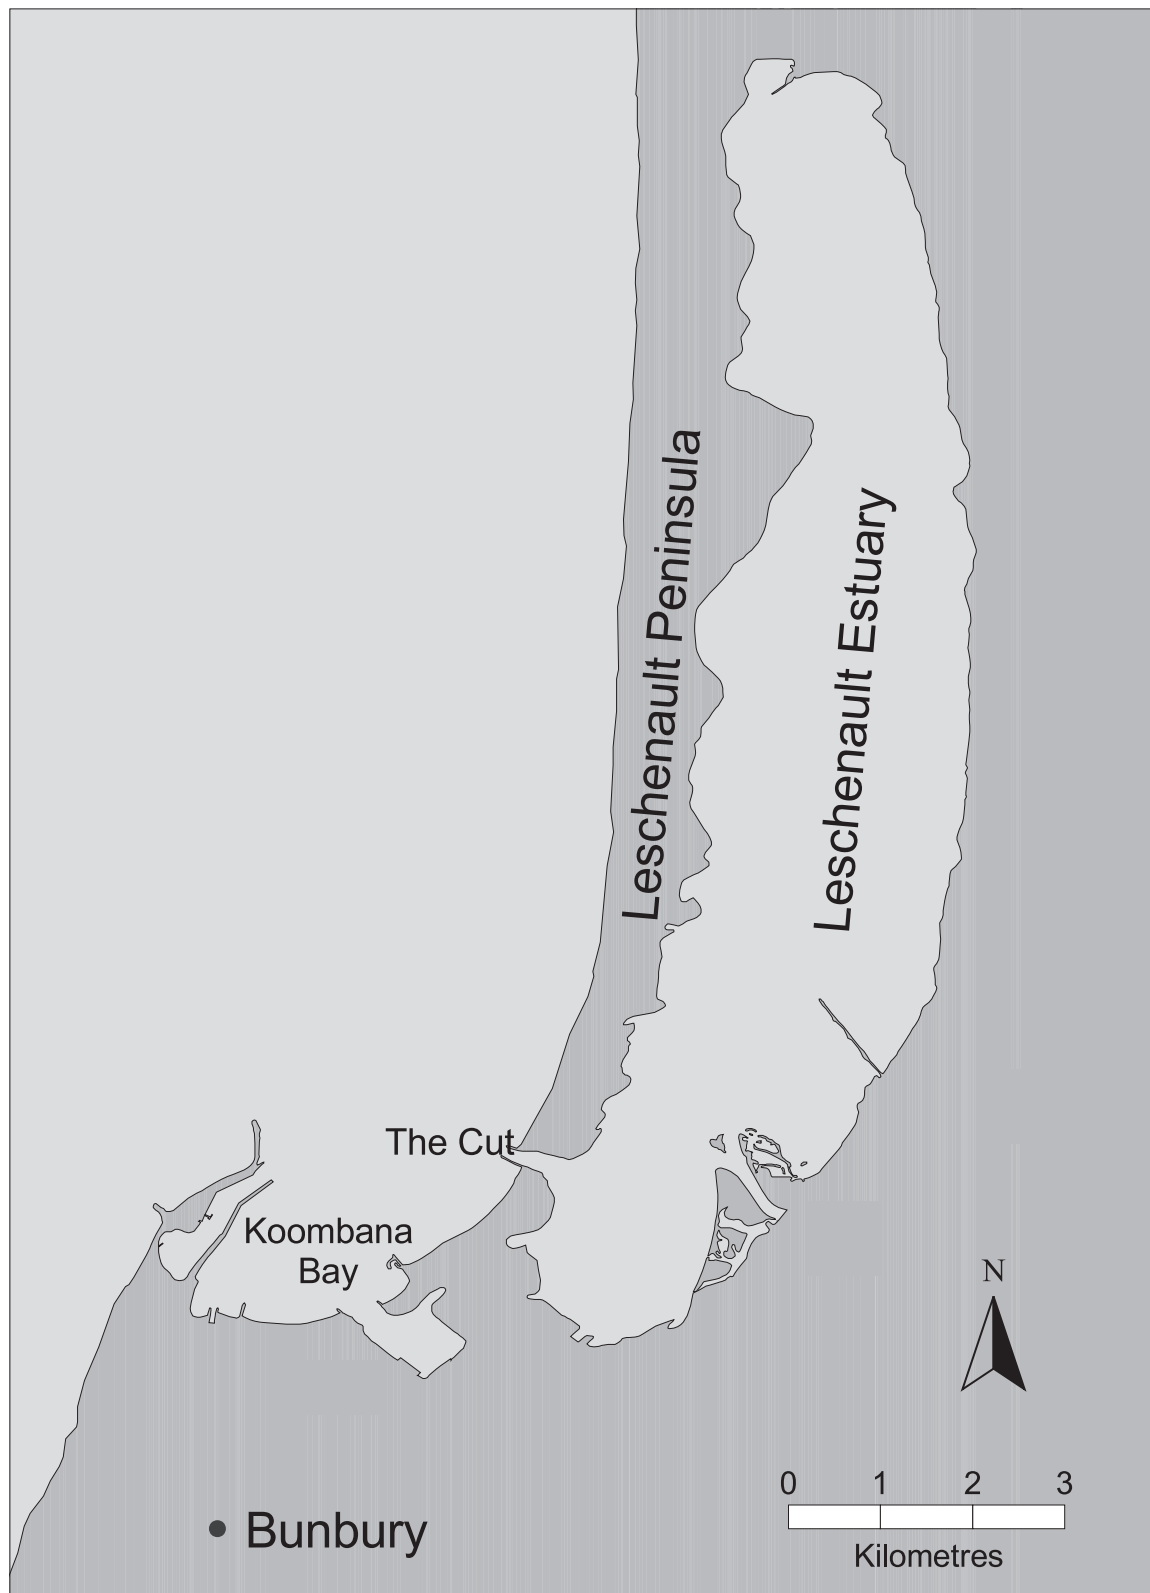 Leschenault Peninsula
Leschenault Estuary
The Cut
Koombana
Bay
N
0 1 2 3
Kilometres
Bunbury